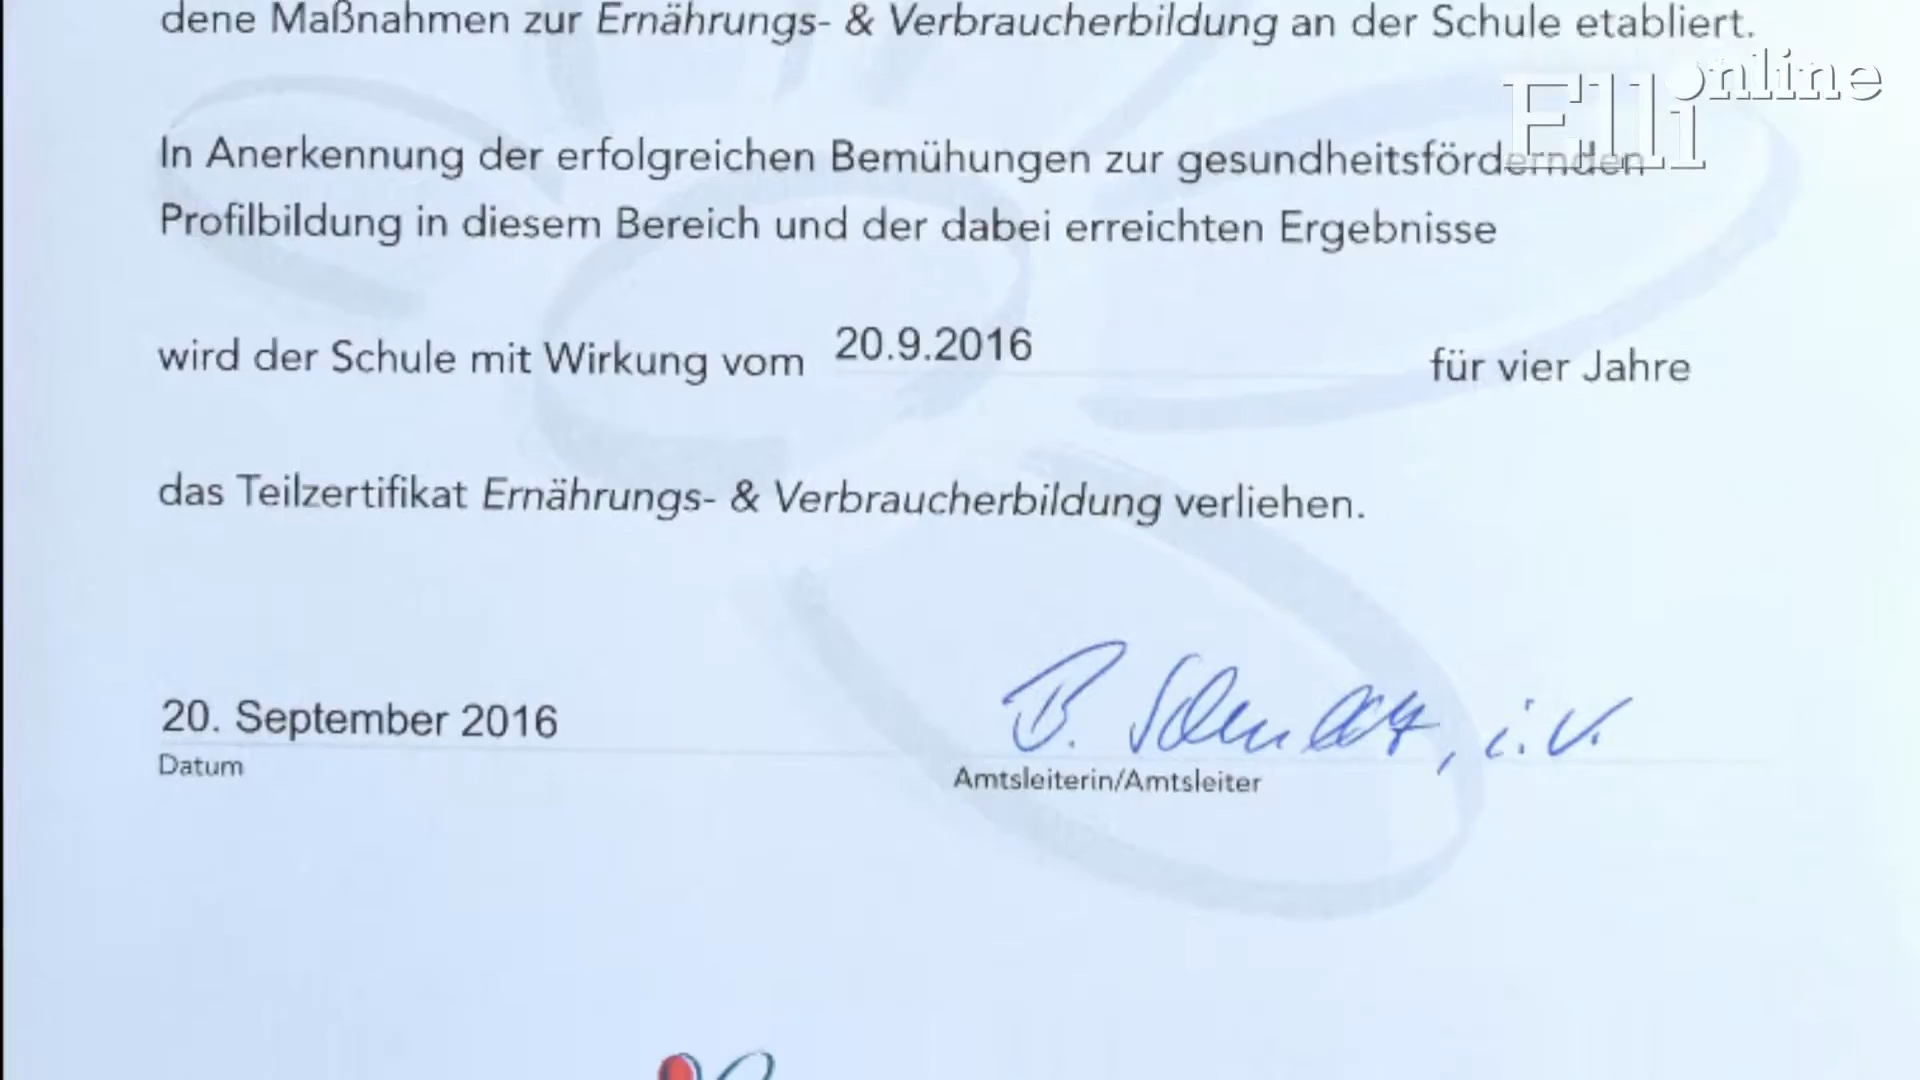 dene Maßnahmen zur Ernährungs- & Verbraucherbildung an der Schule etabliert.
Elli online
In Anerkennung der erfolgreichen Bemühungen zur gesundheitsfördernden
Profilbildung in diesem Bereich und der dabei erreichten Ergebnisse
wird der Schule mit Wirkung vom 20.9.2016 für vier Jahre
das Teilzertifikat Ernährungs- & Verbraucherbildung verliehen.
20. September 2016 B. , i.V.
Datum Amtsleiterin/Amtsleiter